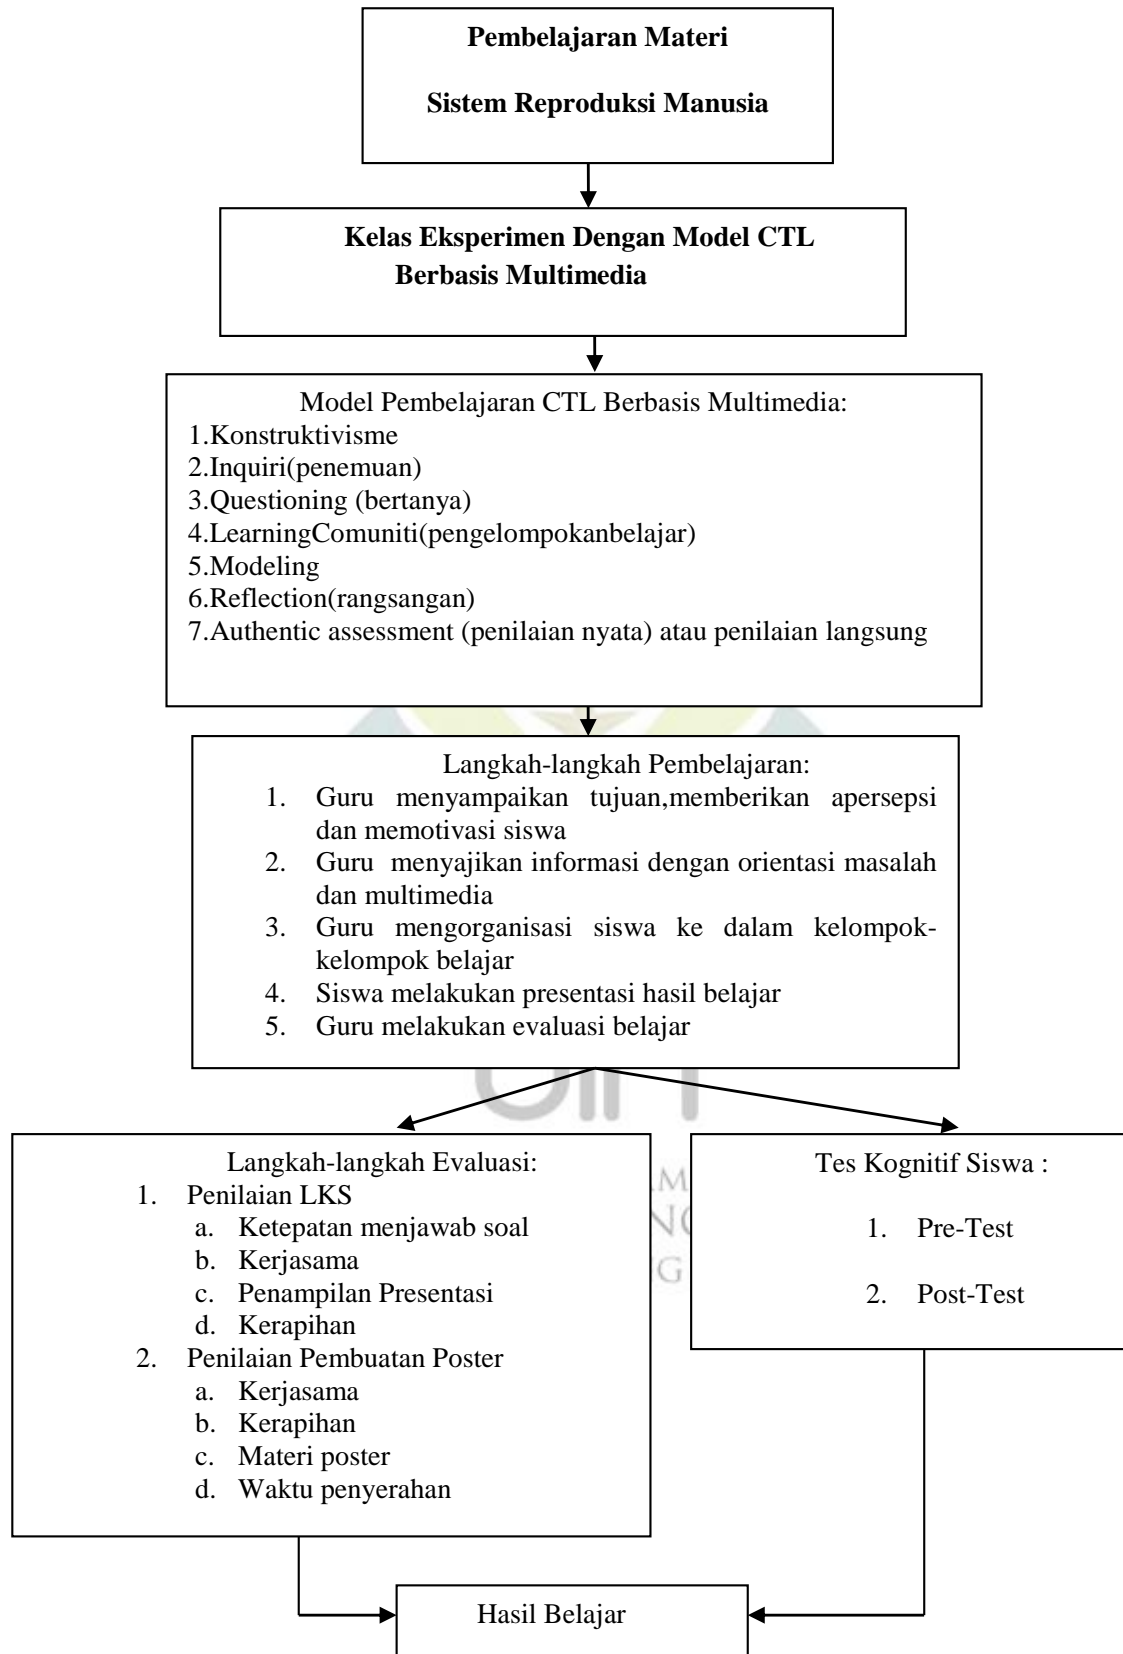 Pembelajaran Materi
Sistem Reproduksi Manusia
Kelas Eksperimen Dengan Model CTL
Berbasis Multimedia
Model Pembelajaran CTL Berbasis Multimedia:
1.Konstruktivisme
2.Inquiri(penemuan)
3.Questioning (bertanya)
4.LearningComuniti(pengelompokanbelajar)
5.Modeling
6.Reflection(rangsangan)
7.Authentic assessment (penilaian nyata) atau penilaian langsung
Langkah-langkah Pembelajaran:
1. Guru menyampaikan tujuan,memberikan apersepsi
dan memotivasi siswa
2. Guru menyajikan informasi dengan orientasi masalah
dan multimedia
3. Guru mengorganisasi siswa ke dalam kelompok-
kelompok belajar
4. Siswa melakukan presentasi hasil belajar
5. Guru melakukan evaluasi belajar
Langkah-langkah Evaluasi:
1. Penilaian LKS
a. Ketepatan menjawab soal
b. Kerjasama
c. Penampilan Presentasi
d. Kerapihan
2. Penilaian Pembuatan Poster
a. Kerjasama
b. Kerapihan
c. Materi poster
d. Waktu penyerahan
Tes Kognitif Siswa :
1. Pre-Test
2. Post-Test
Hasil Belajar